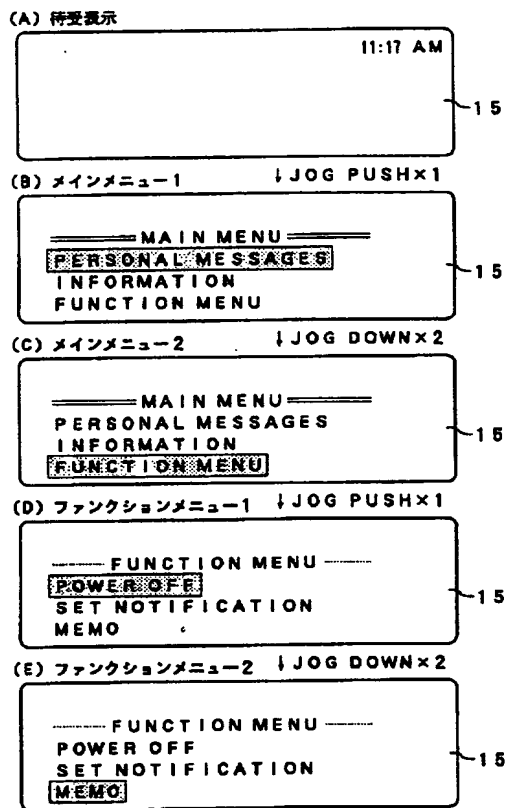 (A) 待受表示
11:17 AM
15
(B) メインメニュー1 ↓JOG PUSH×1
MAIN MENU
PERSONAL MESSAGES
INFORMATION
FUNCTION MENU
15
(C) メインメニュー2 ↓JOG DOWN×2
MAIN MENU
PERSONAL MESSAGES
INFORMATION
FUNCTION MENU
15
(D) ファンクションメニュー1 ↓JOG PUSH×1
FUNCTION MENU
POWER OFF
SET NOTIFICATION
MEMO
15
(E) ファンクションメニュー2 ↓JOG DOWN×2
FUNCTION MENU
POWER OFF
SET NOTIFICATION
MEMO
15